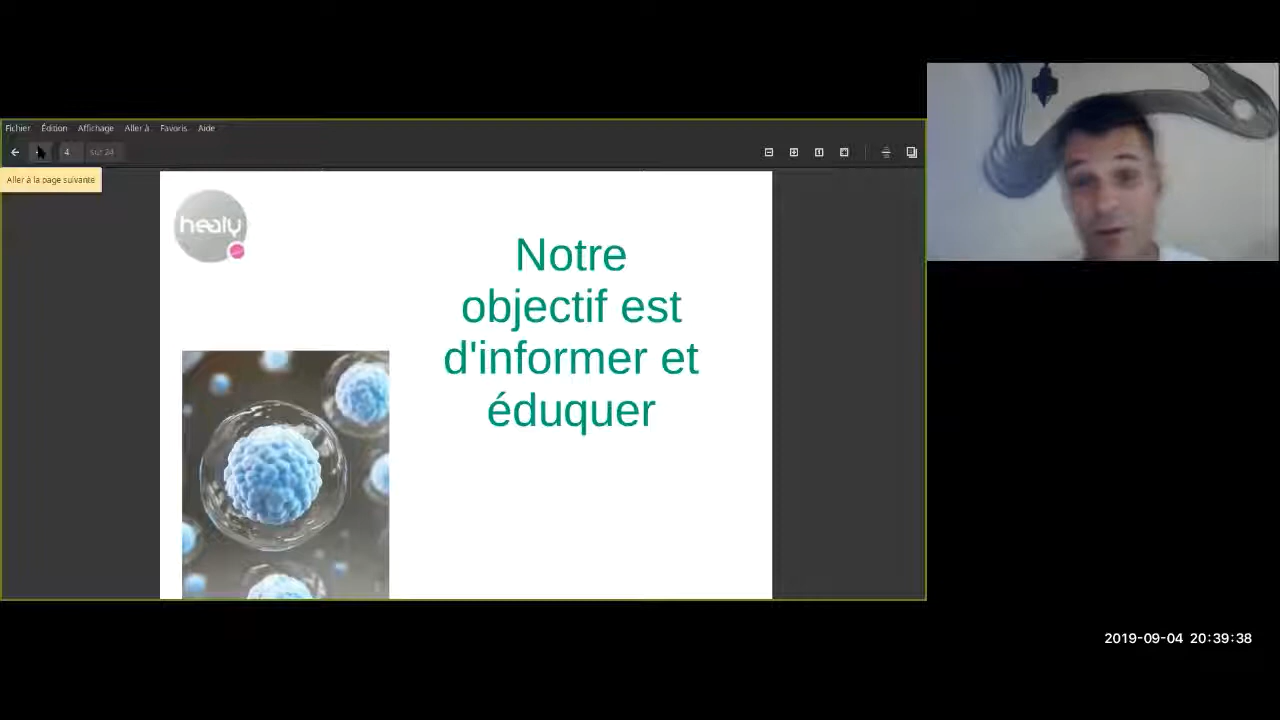 Fichier Édition Affichage Aller à Favoris Aide
4 sur 24
Aller à la page suivante
healy
Notre
objectif est
d'informer et
éduquer
2019-09-04 20:39:38